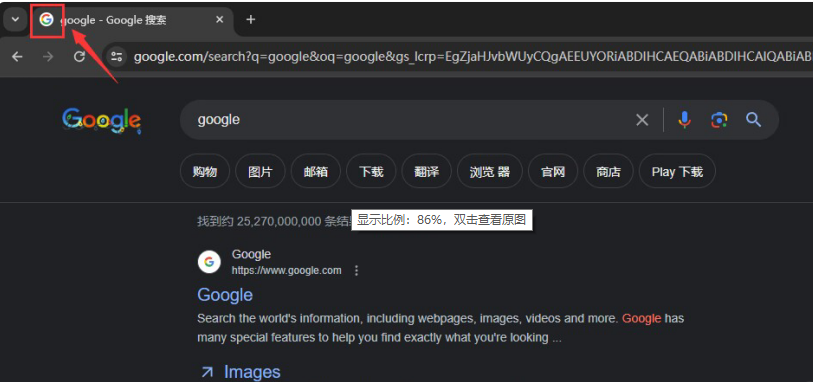 google - Google 搜索
google.com/search?q=google&oq=google&gs_lcrp=EgZjaHJvbWUyCQgAEEUYORiABDIHCAEQABiABDIHCAIQABiAB
Google
google
购物 图片 邮箱 下载 翻译 浏览 器 官网 商店 Play 下载
找到约 25,270,000,000 条结
显示比例：86%，双击查看原图
Google
https://www.google.com
Google
Search the world's information, including webpages, images, videos and more. Google has
many special features to help you find exactly what you're looking ...
Images